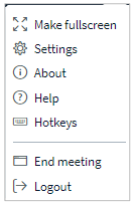 Make fullscreen
Settings
About
Help
Hotkeys
End meeting
Logout